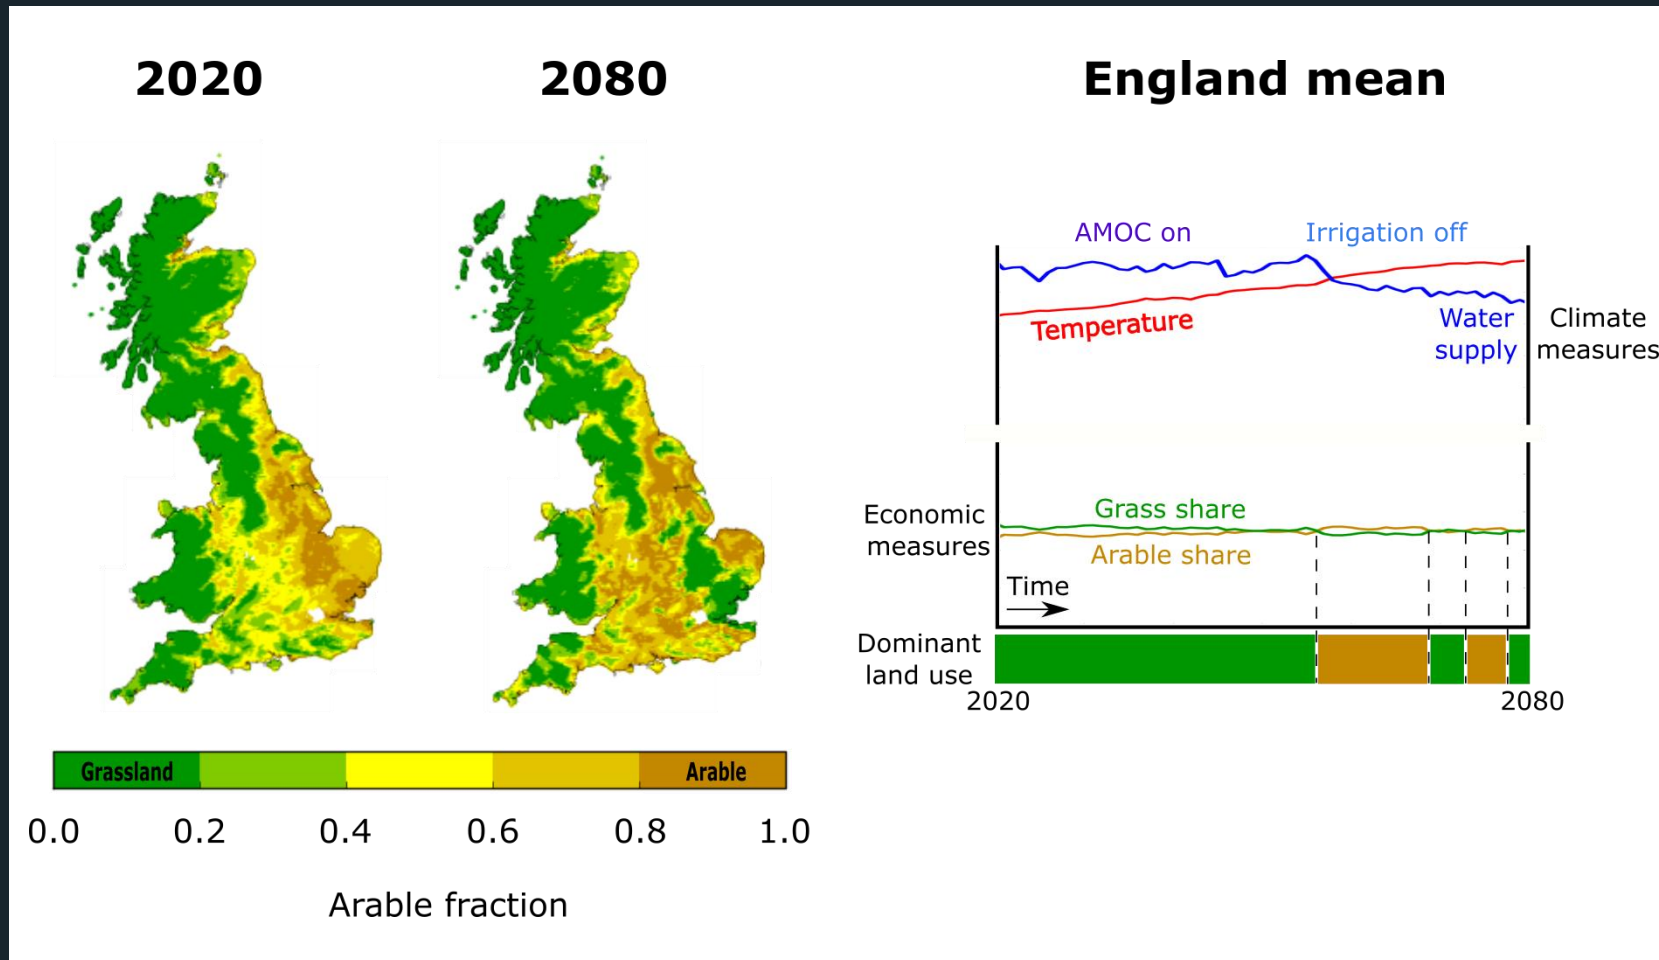 2020
2080
England mean
AMOC on
Irrigation off
Temperature
Water
supply
Climate
measures
Economic
measures
Grass share
Arable share
Time
Dominant
land use
2020
2080
Grassland
Arable
0.0 0.2 0.4 0.6 0.8 1.0
Arable fraction